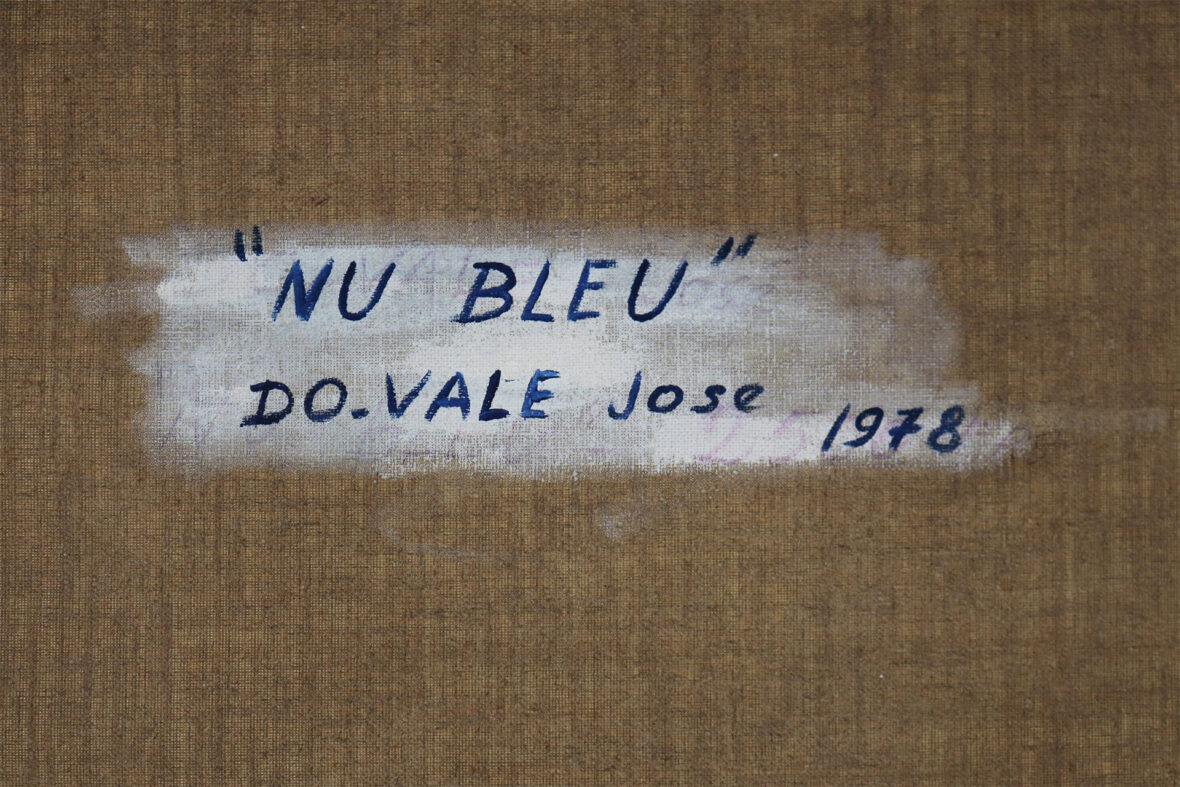 "NU BLEU"
DO.VALE Jose
1978